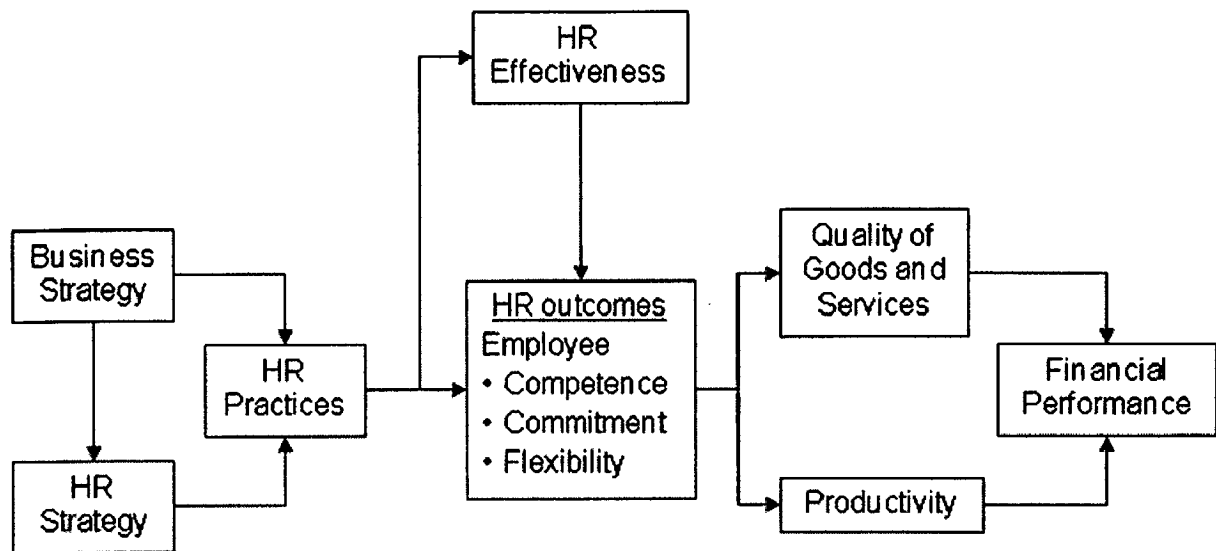 HR
Effectiveness
Business
Strategy
HR
Strategy
HR
Practices
HR outcomes
Employee
• Competence
• Commitment
• Flexibility
Quality of
Goods and
Services
Productivity
Financial
Performance